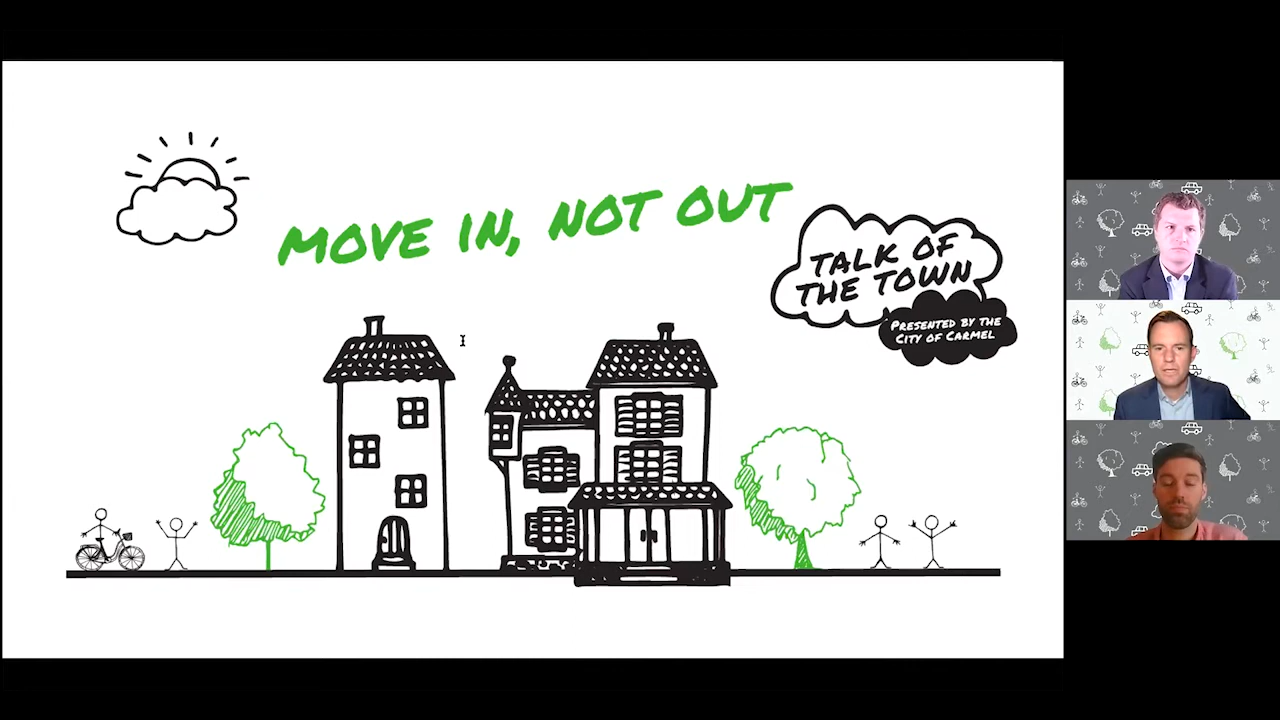 MOVE IN, NOT OUT
TALK OF
THE TOWN
PRESENTED BY THE
CITY OF CARMEL